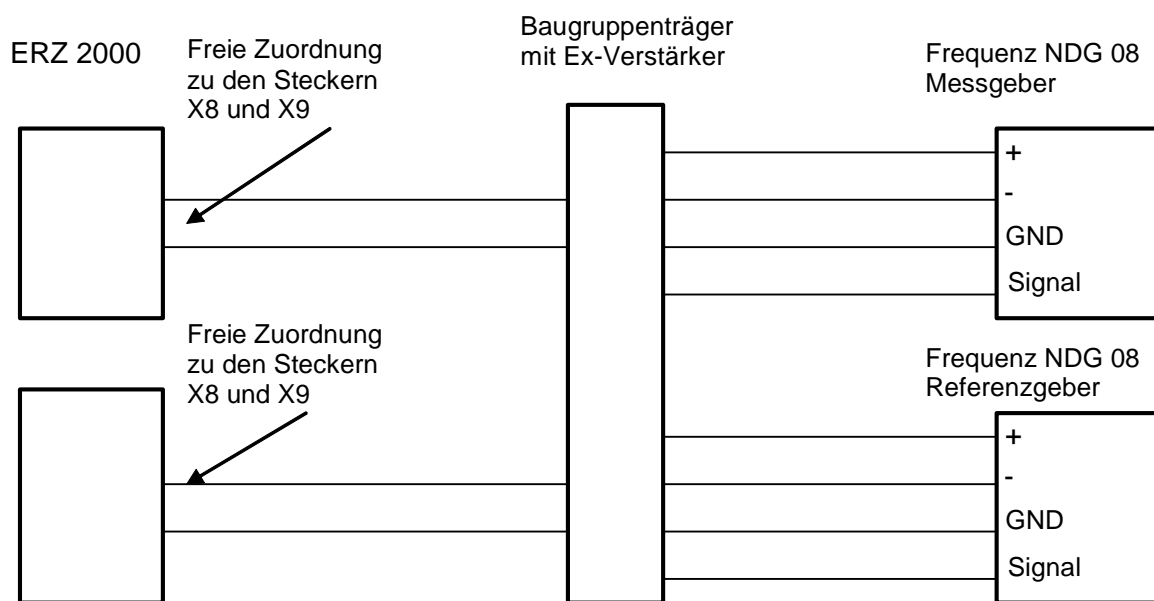 ERZ 2000
Freie Zuordnung
zu den Steckern
X8 und X9
Baugruppenträger
mit Ex-Verstärker
Frequenz NDG 08
Messgeber
+
-
GND
Signal
Freie Zuordnung
zu den Steckern
X8 und X9
Frequenz NDG 08
Referenzgeber
+
-
GND
Signal